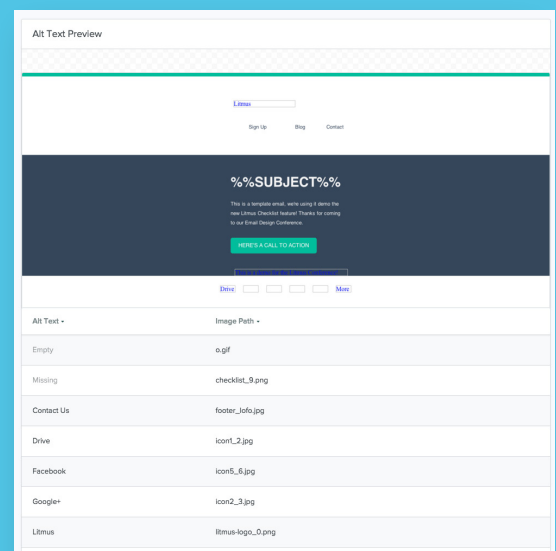 Alt Text Preview
Litmus
Sign Up Blog Contact
%%SUBJECT%%
This is a template email, we're using it demo the
new Litmus Checklist feature! Thanks for coming
to our Email Design Conference.
HERE'S A CALL TO ACTION
Drive More
Alt Text Image Path
Empty o.gif
Missing checklist_9.png
Contact Us footer_lofo.jpg
Drive icon1_2.jpg
Facebook icon5_6.jpg
Google+ icon2_3.jpg
Litmus litmus-logo_0.png